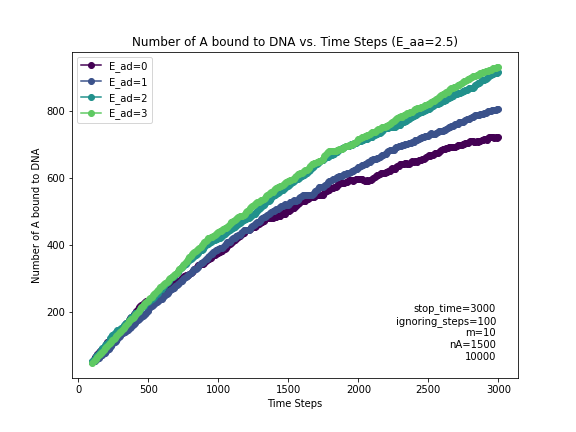 Number of A bound to DNA vs. Time Steps (E_aa=2.5)
E_ad=0
E_ad=1
E_ad=2
E_ad=3
Number of A bound to DNA
800
600
400
200
stop_time=3000
ignoring_steps=100
m=10
nA=1500
10000
0
500
1000
1500
2000
2500
3000
Time Steps